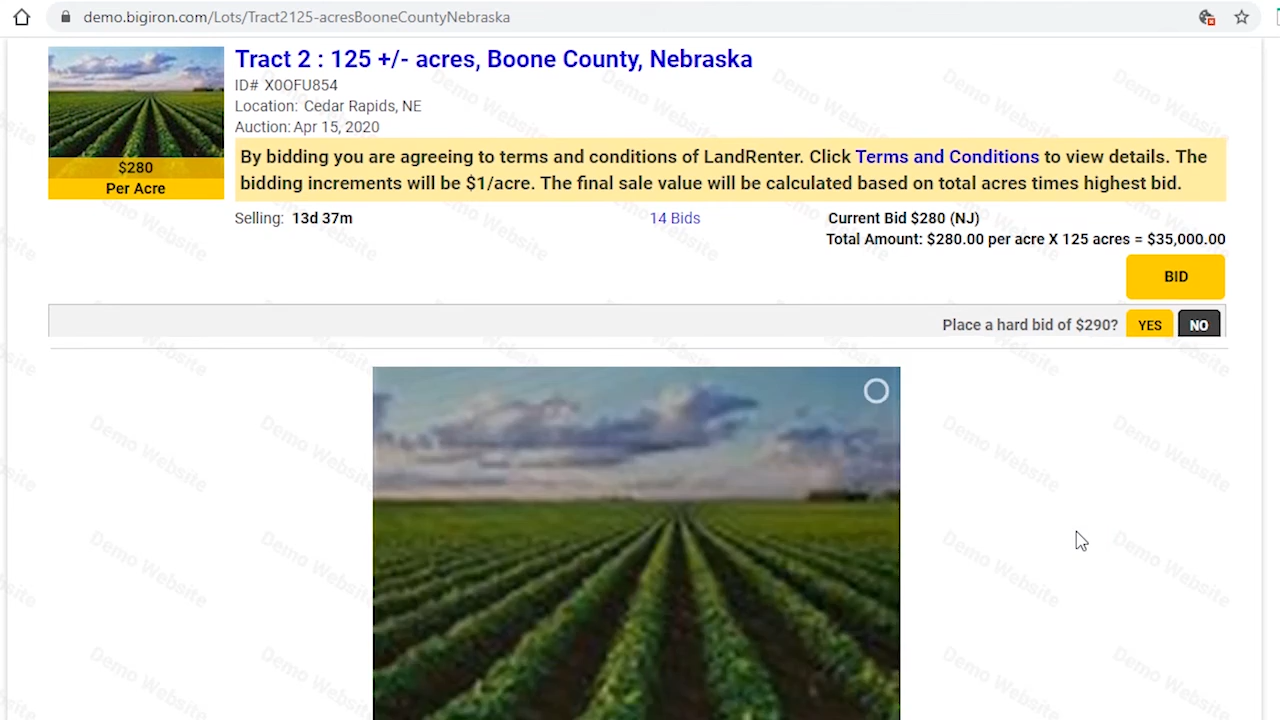 demo.bigiron.com/Lots/Tract2125-acresBooneCountyNebraska
Tract 2 : 125 +/- acres, Boone County, Nebraska
ID# X0OFU854
Location: Cedar Rapids, NE
Auction: Apr 15, 2020
$280
Per Acre
By bidding you are agreeing to terms and conditions of LandRenter. Click Terms and Conditions to view details. The
bidding increments will be $1/acre. The final sale value will be calculated based on total acres times highest bid.
Selling: 13d 37m
14 Bids
Current Bid $280 (NJ)
Total Amount: $280.00 per acre X 125 acres = $35,000.00
BID
Place a hard bid of $290?
YES
NO
Demo Website